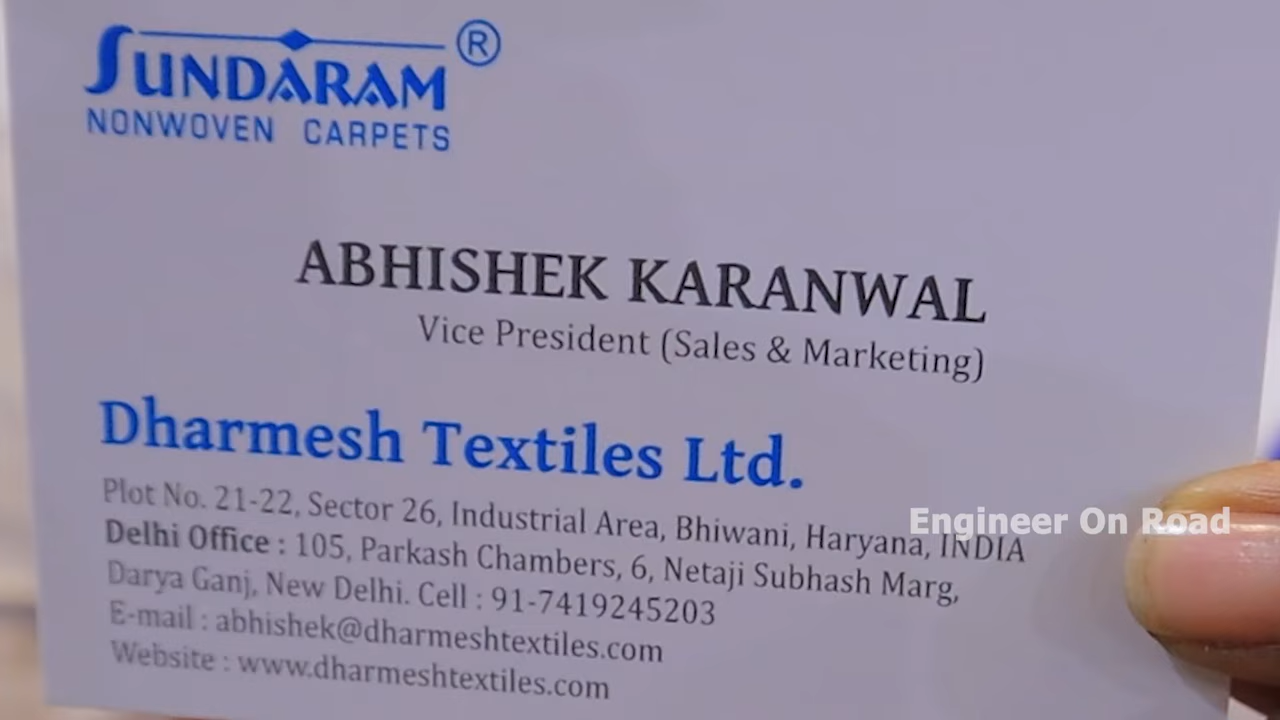 SUNDARAM ®
NONWOVEN CARPETS
ABHISHEK KARANWAL
Vice President (Sales & Marketing)
Dharmesh Textiles Ltd.
Plot No. 21-22, Sector 26, Industrial Area, Bhiwani, Haryana, INDIA
Delhi Office : 105, Parkash Chambers, 6, Netaji Subhash Marg,
Darya Ganj, New Delhi. Cell : 91-7419245203
E-mail : abhishek@dharmeshtextiles.com
Website : www.dharmeshtextiles.com
Engineer On Road